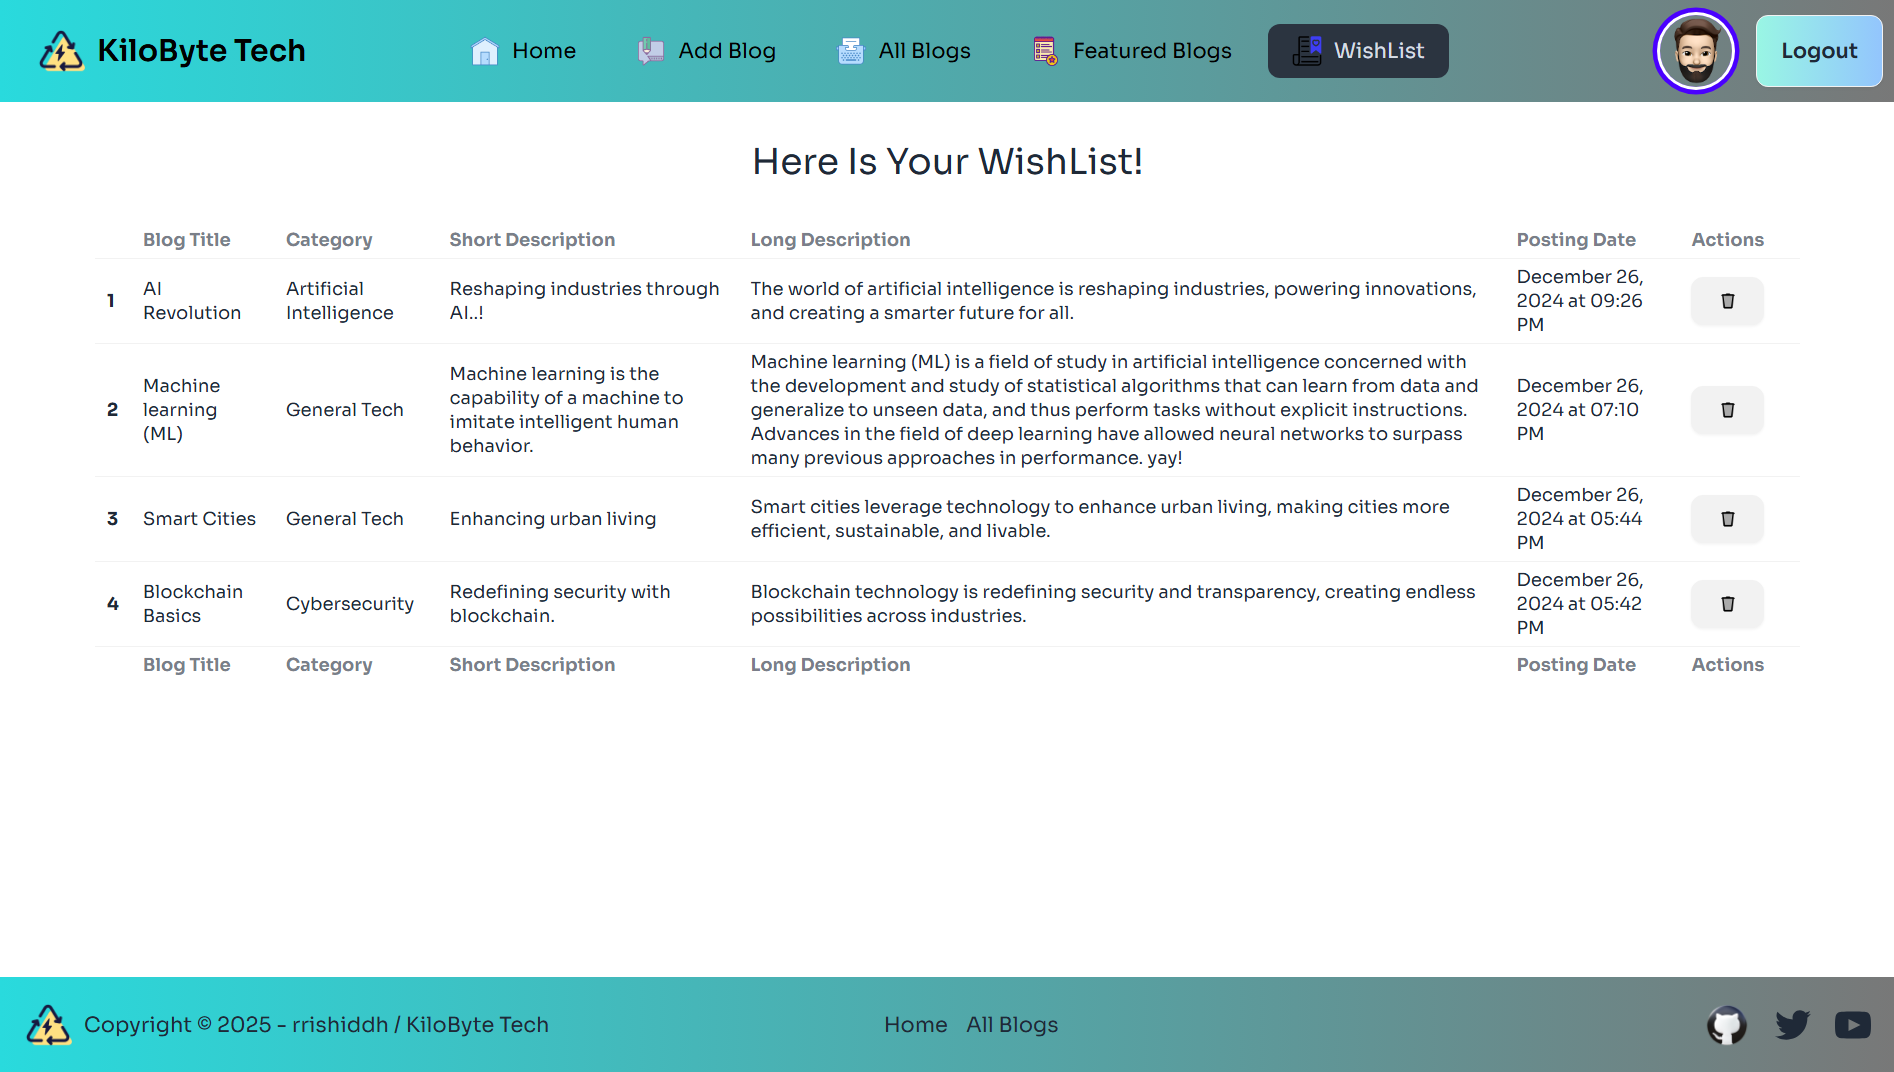 KiloByte Tech
Home
Add Blog
All Blogs
Featured Blogs
WishList
Logout
Here Is Your WishList!
Blog Title
Category
Short Description
Long Description
Posting Date
Actions
1
AI
Revolution
Artificial
Intelligence
Reshaping industries through
AI..!
The world of artificial intelligence is reshaping industries, powering innovations,
and creating a smarter future for all.
December 26,
2024 at 09:26
PM
2
Machine
learning
(ML)
General Tech
Machine learning is the
capability of a machine to
imitate intelligent human
behavior.
Machine learning (ML) is a field of study in artificial intelligence concerned with
the development and study of statistical algorithms that can learn from data and
generalize to unseen data, and thus perform tasks without explicit instructions.
Advances in the field of deep learning have allowed neural networks to surpass
many previous approaches in performance. yay!
December 26,
2024 at 07:10
PM
3
Smart Cities
General Tech
Enhancing urban living
Smart cities leverage technology to enhance urban living, making cities more
efficient, sustainable, and livable.
December 26,
2024 at 05:44
PM
4
Blockchain
Basics
Cybersecurity
Redefining security with
blockchain.
Blockchain technology is redefining security and transparency, creating endless
possibilities across industries.
December 26,
2024 at 05:42
PM
Blog Title
Category
Short Description
Long Description
Posting Date
Actions
Copyright © 2025 - rrishiddh / KiloByte Tech
Home
All Blogs